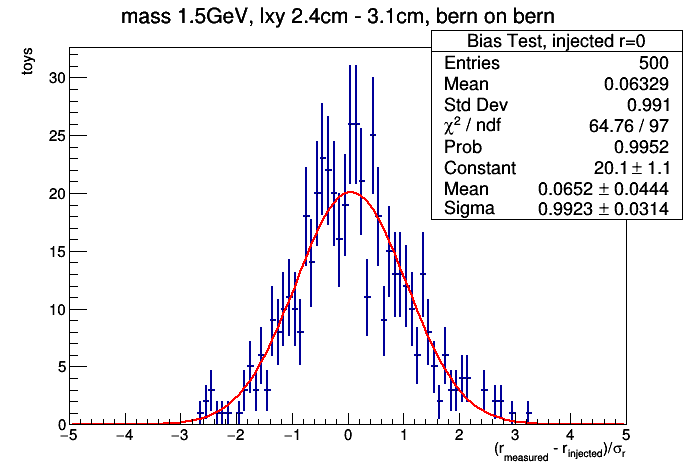 mass 1.5GeV, lxy 2.4cm - 3.1cm, bern on bern
Bias Test, injected r=0
Entries 500
Mean 0.06329
Std Dev 0.991
χ² / ndf 64.76 / 97
Prob 0.9952
Constant 20.1 ± 1.1
Mean 0.0652 ± 0.0444
Sigma 0.9923 ± 0.0314
toys
30
25
20
15
10
5
0
−5 −4 −3 −2 −1 0 1 2 3 4 5
(r_measured - r_injected)/σ_r